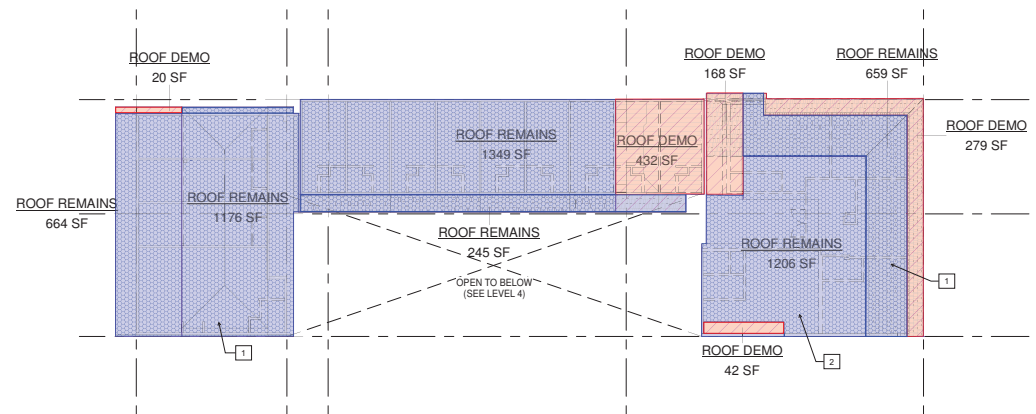 ROOF DEMO
20 SF
ROOF DEMO
168 SF
ROOF REMAINS
659 SF
ROOF REMAINS
1349 SF
ROOF DEMO
432 SF
ROOF DEMO
279 SF
ROOF REMAINS
664 SF
ROOF REMAINS
1176 SF
ROOF REMAINS
245 SF
OPEN TO BELOW
(SEE LEVEL 4)
ROOF REMAINS
1206 SF
1
1
2
ROOF DEMO
42 SF